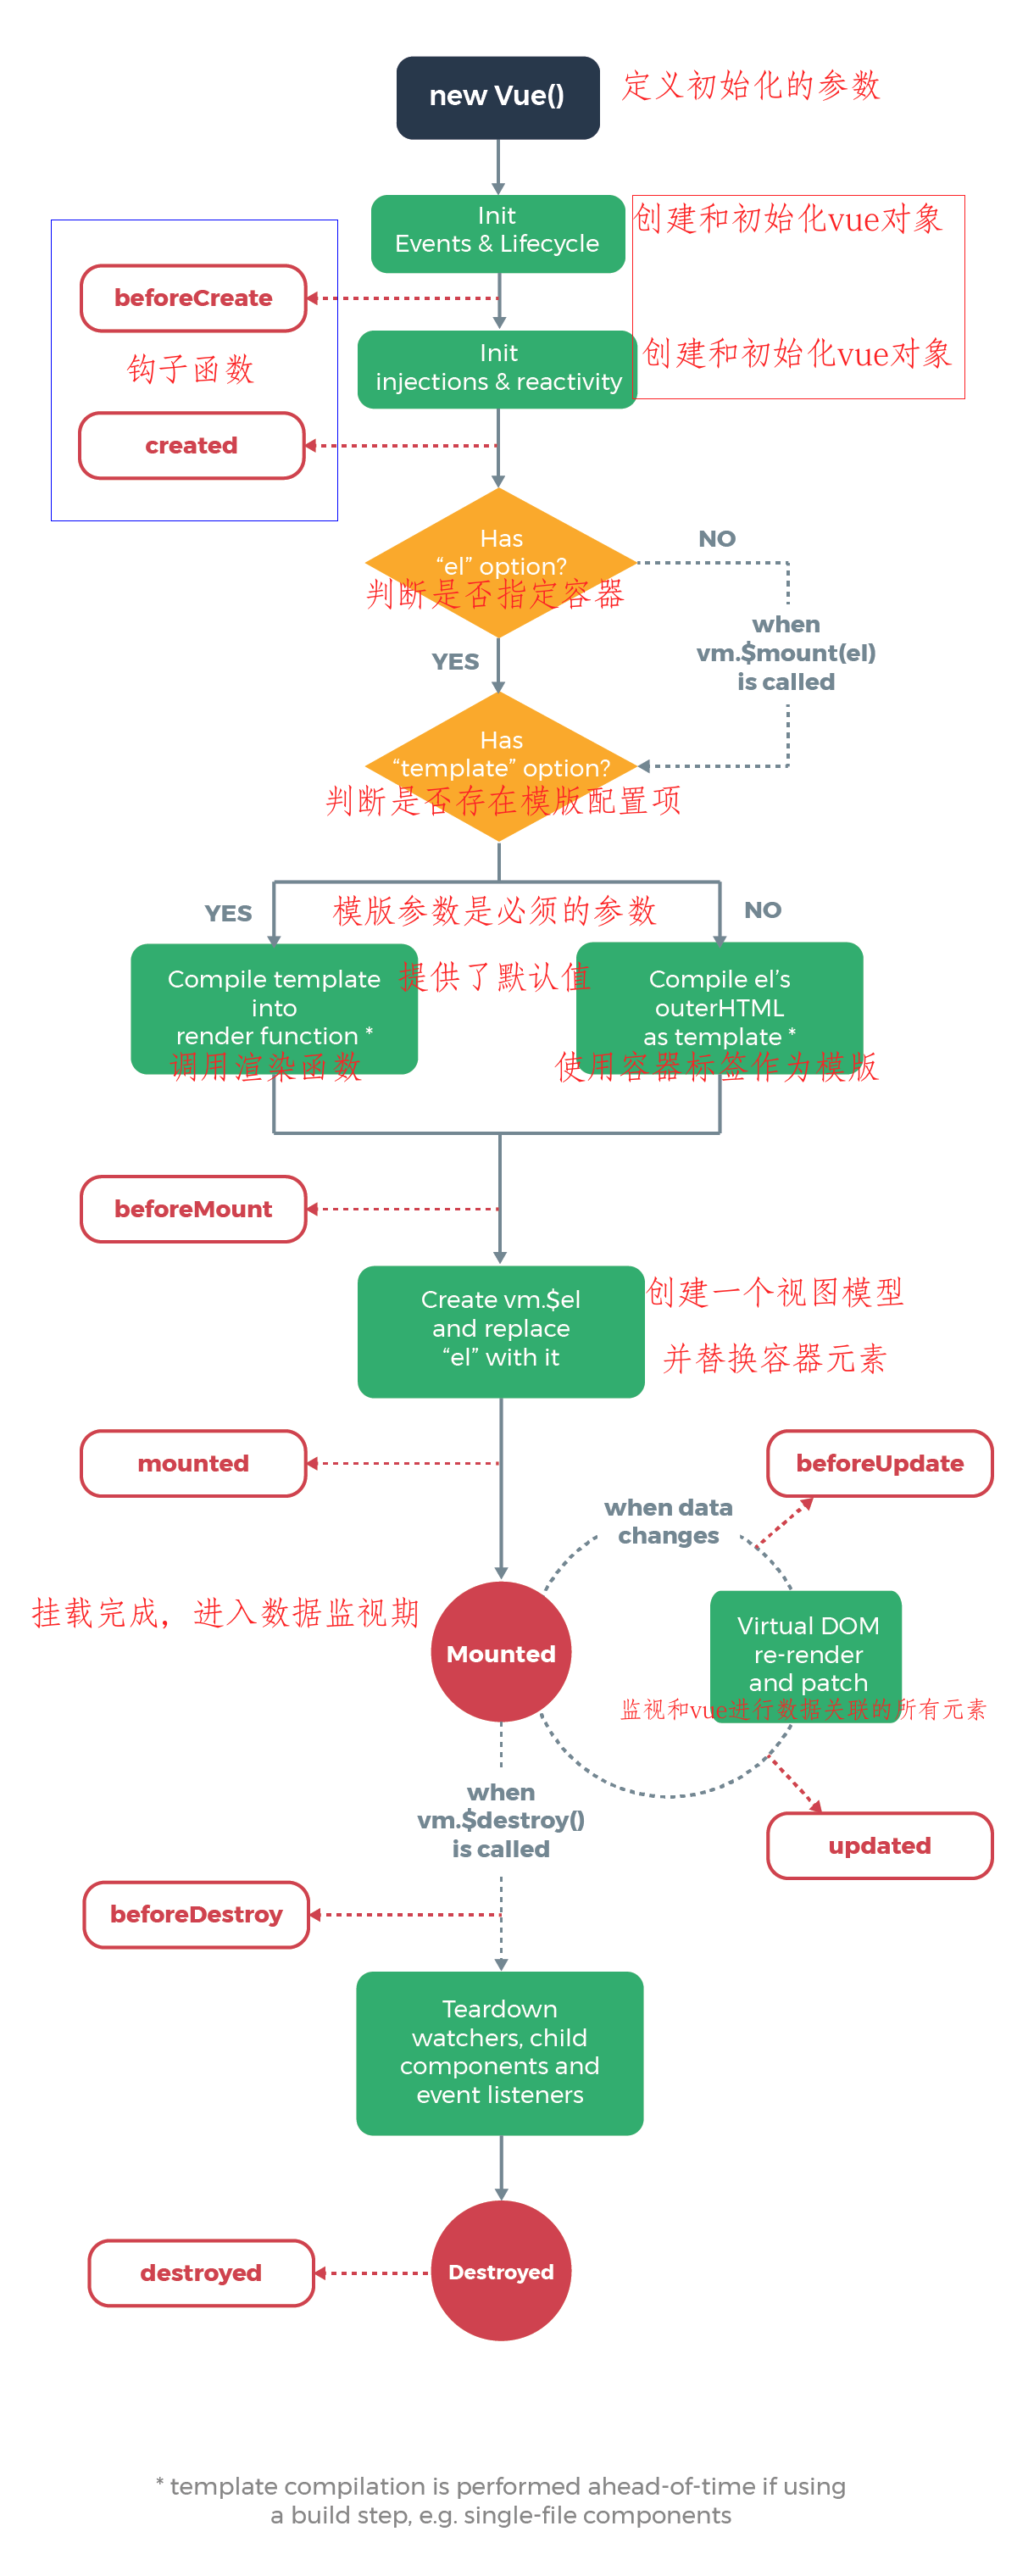 new Vue()
定义初始化的参数
Init
Events & Lifecycle
创建和初始化vue对象
beforeCreate
Init
injections & reactivity
创建和初始化vue对象
钩子函数
created
Has
“el” option?
判断是否指定容器
NO
when
vm.$mount(el)
is called
YES
Has
“template” option?
判断是否存在模版配置项
YES
模版参数是必须的参数
NO
Compile template
into
render function *
调用渲染函数
提供了默认值
Compile el’s
outerHTML
as template *
使用容器标签作为模版
beforeMount
Create vm.$el
and replace
“el” with it
创建一个视图模型
并替换容器元素
mounted
beforeUpdate
when data
changes
挂载完成，进入数据监视期
Mounted
Virtual DOM
re-render
and patch
监视和vue进行数据关联的所有元素
when
vm.$destroy()
is called
updated
beforeDestroy
Teardown
watchers, child
components and
event listeners
destroyed
Destroyed
* template compilation is performed ahead-of-time if using
a build step, e.g. single-file components